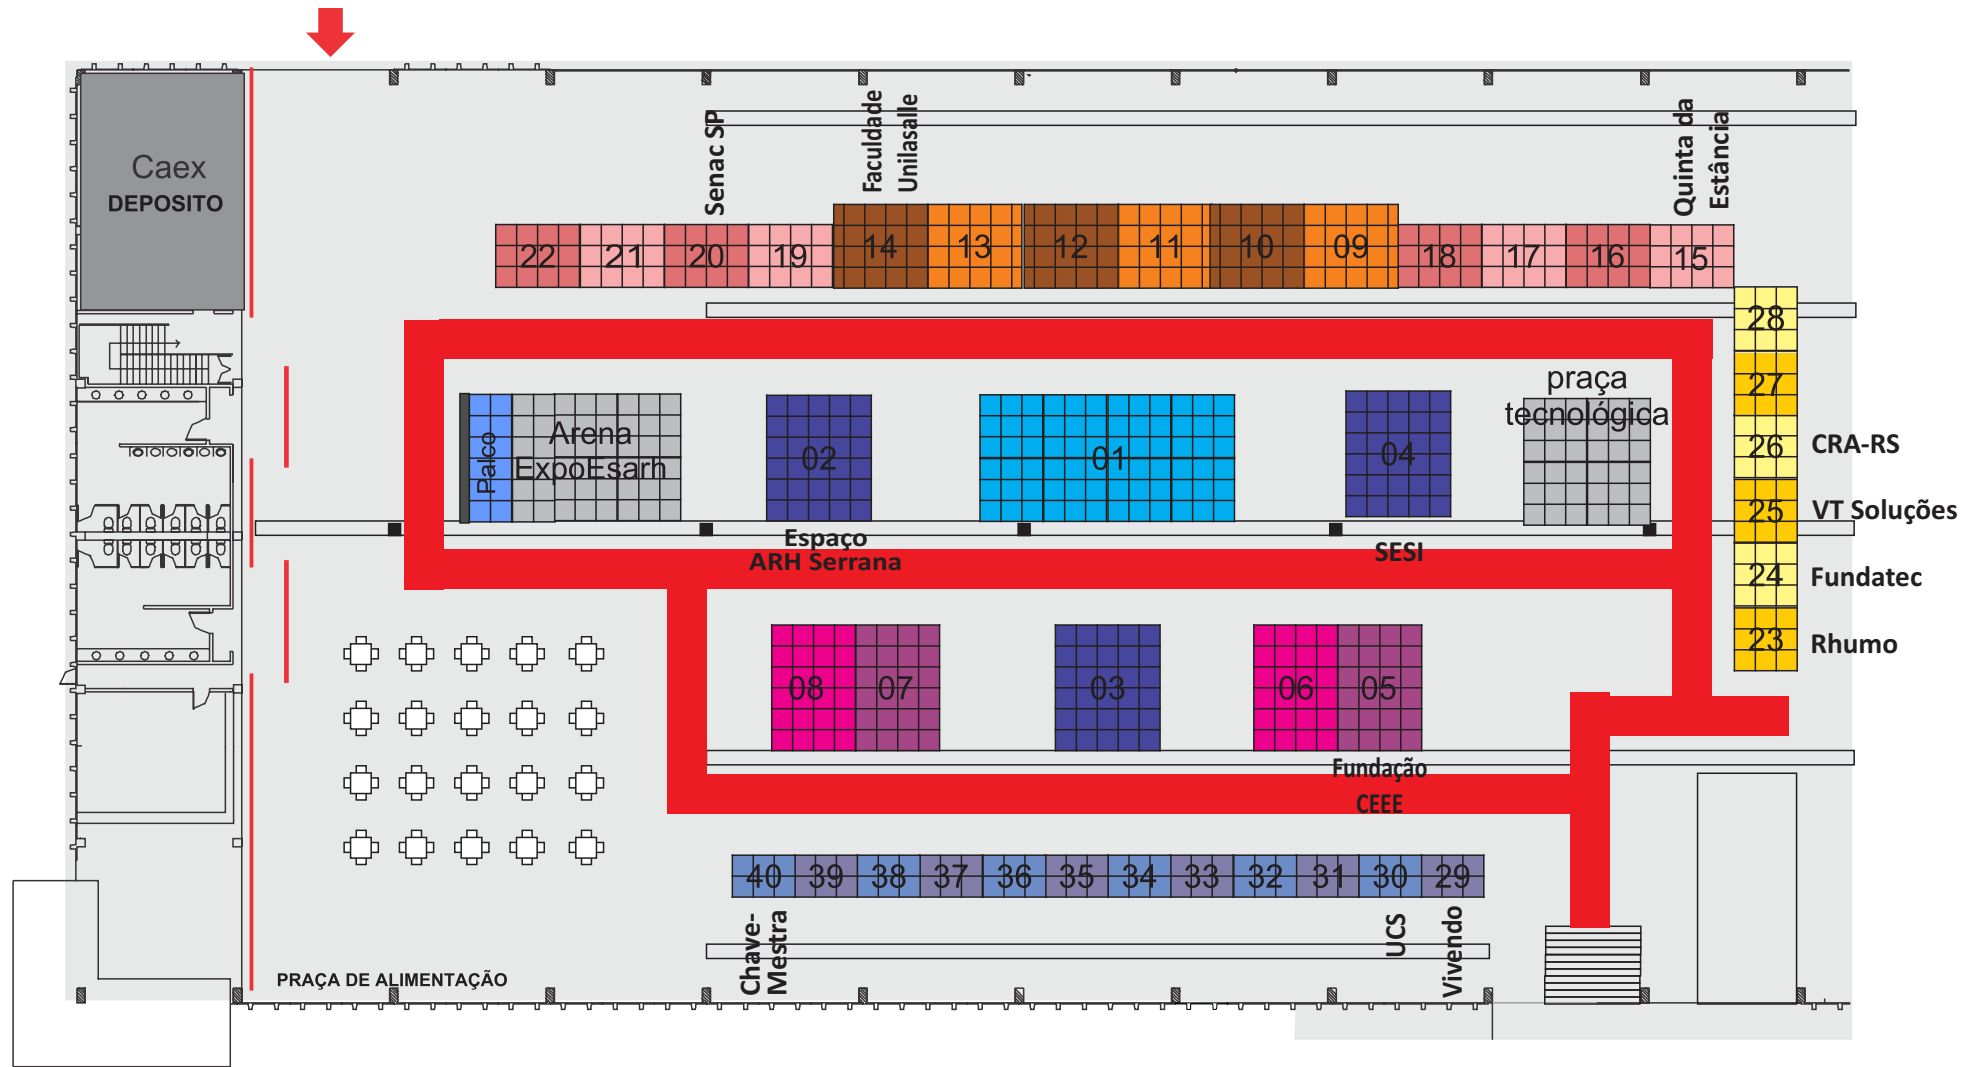 Caex
DEPOSITO
Senac SP
Faculdade
Unilasalle
Quinta da
Estância
22
21
20
19
14
13
12
11
10
09
18
17
16
15
28
27
26
25
24
23
CRA-RS
VT Soluções
Fundatec
Rhumo
Palco
Arena
ExpoEsarh
02
01
04
praça
tecnológica
Espaço
ARH Serrana
SESI
08
07
03
06
05
Fundação
CEEE
40
39
38
37
36
35
34
33
32
31
30
29
Chave-
Mestra
UCS
Vivendo
PRAÇA DE ALIMENTAÇÃO